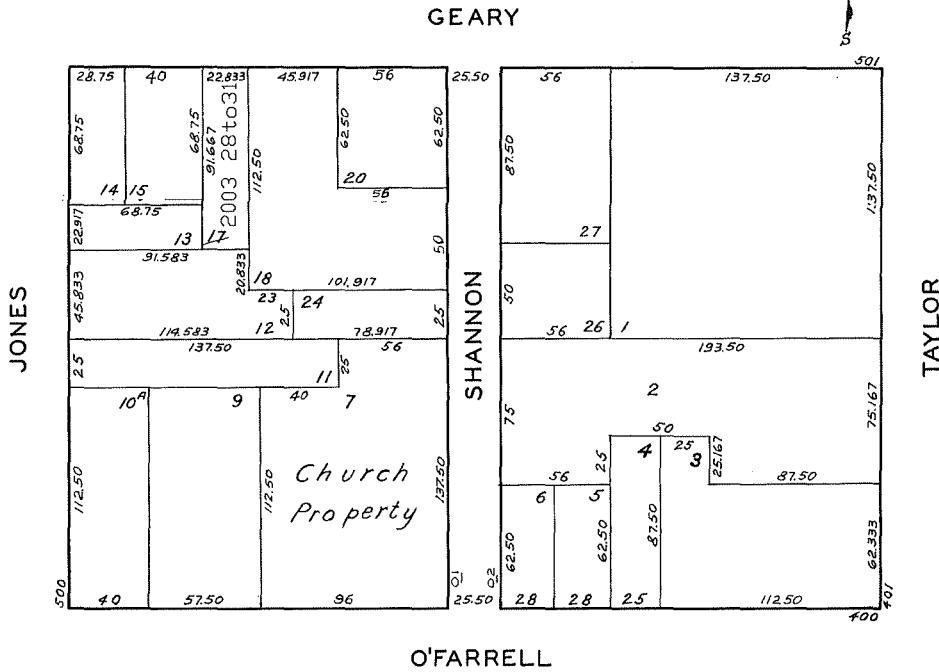 GEARY
S
501
28.75 40 22.833 45.917 56 25.50 56 137.50
68.75 68.75 91.667 2003 28to31 112.50 62.50 62.50 87.50 137.50
14 15 20
68.75 56
22.917 13 17 50 27
91.583 20.833 18 101.917
45.833 23 24 50
114.583 12 25 78.917 25 56 26 1
137.50 56 193.50
JONES SHANNON TAYLOR
25 11 25 2
10A 9 40 7 75 75.167
50
4 25 3 25.167
25
56 87.50
112.50 112.50 Church 137.50 6 5
Property 62.50 62.50 87.50 62.333
500 01 02 401
40 57.50 96 25.50 28 28 25 112.50
400
O'FARRELL